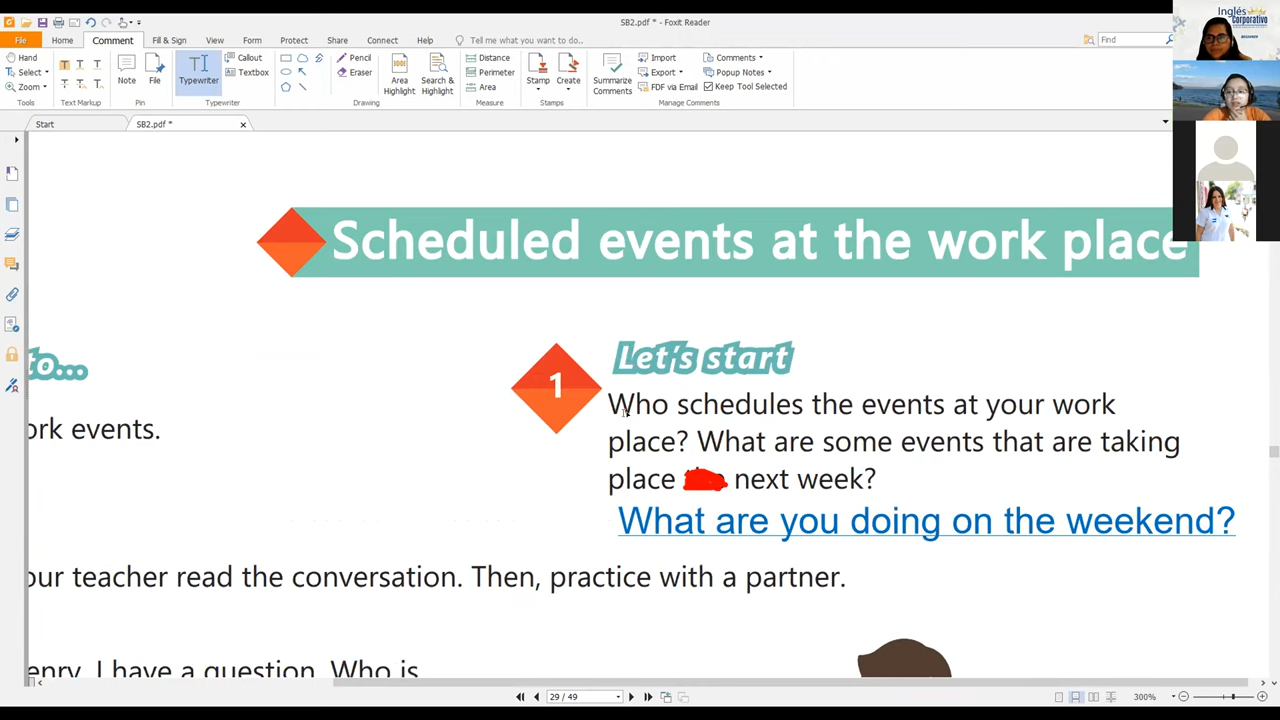 SB2.pdf * - Foxit Reader
File Home Comment Fill & Sign View Form Protect Share Connect Help Tell me what you want to do.. Find
Hand Select Zoom Tools
Text Markup
Note File Pin
Typewriter Callout Textbox Typewriter
Pencil Eraser Drawing
Area Highlight Search & Highlight
Distance Perimeter Area Measure
Stamp Create Stamps
Summarize Comments Import Export FDF via Email Comments Popup Notes Keep Tool Selected Manage Comments
Start SB2.pdf *
Inglés
Corporativo
Scheduled events at the work place
to...
ork events.
1
Let's start
Who schedules the events at your work
place? What are some events that are taking
place next week?
What are you doing on the weekend?
our teacher read the conversation. Then, practice with a partner.
enry, I have a question. Who is
29 / 49 300%